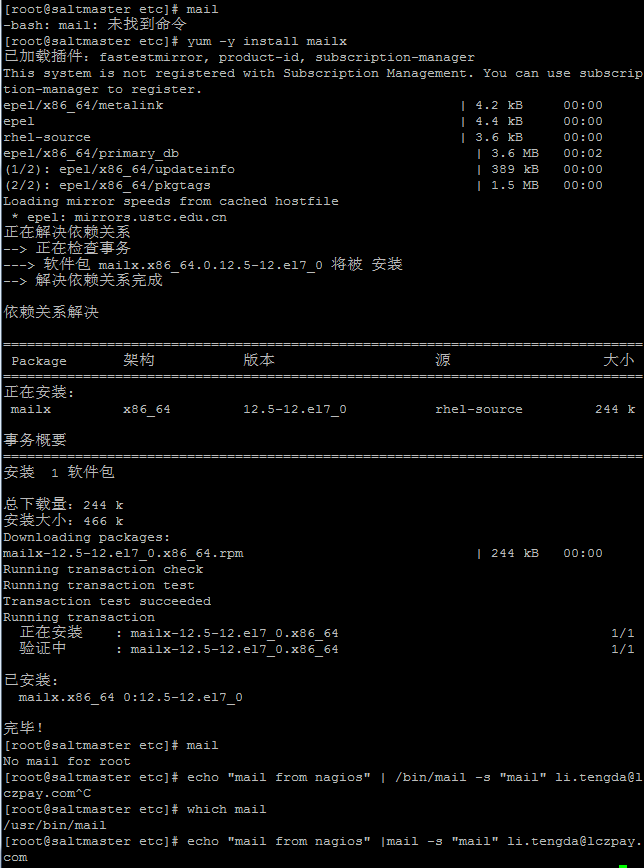 [root@saltmaster etc]# mail
-bash: mail: 未找到命令
[root@saltmaster etc]# yum -y install mailx
已加载插件：fastestmirror, product-id, subscription-manager
This system is not registered with Subscription Management. You can use subscrip
tion-manager to register.
epel/x86_64/metalink | 4.2 kB 00:00
epel | 4.4 kB 00:00
rhel-source | 3.6 kB 00:00
epel/x86_64/primary_db | 3.6 MB 00:02
(1/2): epel/x86_64/updateinfo | 389 kB 00:00
(2/2): epel/x86_64/pkgtags | 1.5 MB 00:00
Loading mirror speeds from cached hostfile
* epel: mirrors.ustc.edu.cn
正在解决依赖关系
--> 正在检查事务
---> 软件包 mailx.x86_64.0.12.5-12.el7_0 将被 安装
--> 解决依赖关系完成
依赖关系解决
================================================================================
Package 架构 版本 源 大小
================================================================================
正在安装:
mailx x86_64 12.5-12.el7_0 rhel-source 244 k
事务概要
================================================================================
安装 1 软件包
总下载量：244 k
安装大小：466 k
Downloading packages:
mailx-12.5-12.el7_0.x86_64.rpm | 244 kB 00:00
Running transaction check
Running transaction test
Transaction test succeeded
Running transaction
正在安装 : mailx-12.5-12.el7_0.x86_64 1/1
验证中 : mailx-12.5-12.el7_0.x86_64 1/1
已安装:
mailx.x86_64 0:12.5-12.el7_0
完毕！
[root@saltmaster etc]# mail
No mail for root
[root@saltmaster etc]# echo "mail from nagios" | /bin/mail -s "mail" li.tengda@l
czpay.com^C
[root@saltmaster etc]# which mail
/usr/bin/mail
[root@saltmaster etc]# echo "mail from nagios" |mail -s "mail" li.tengda@lczpay.
com